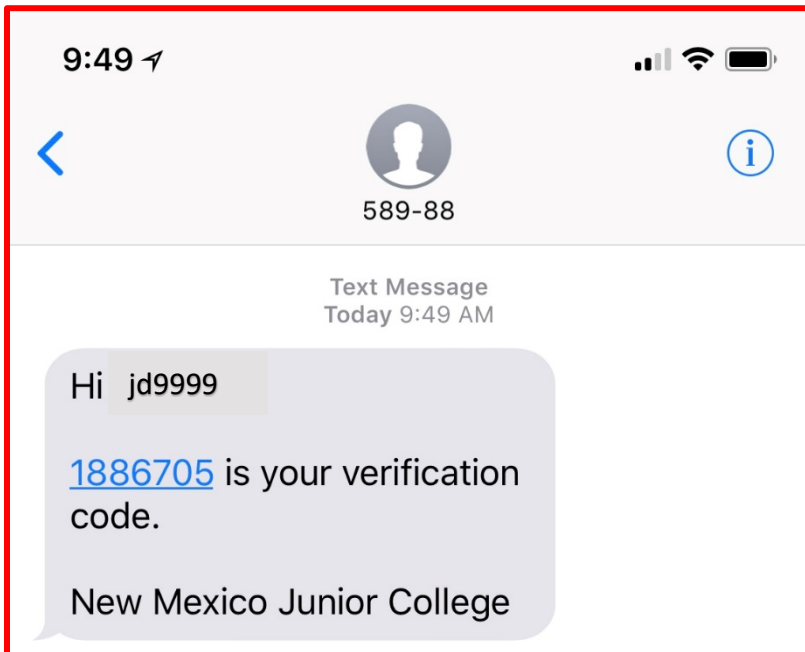 9:49
589-88
Text Message
Today 9:49 AM
Hi jd9999
1886705 is your verification
code.
New Mexico Junior College